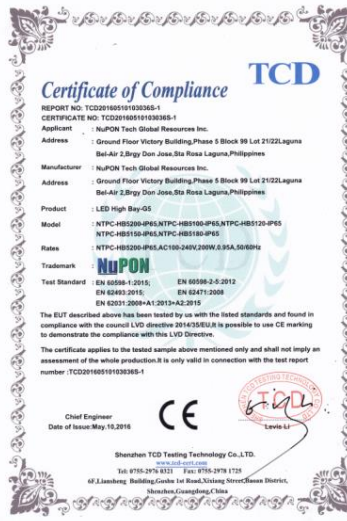 TCD
Certificate of Compliance
REPORT NO: TCD20160510103036S-1
CERTIFICATE NO: TCD20160510103036S-1
Applicant : NuPON Tech Global Resources Inc.
Address : Ground Floor Victory Building,Phase 5 Block 99 Lot 21/22Laguna
Bel-Air 2,Brgy Don Jose,Sta Rosa Laguna,Philippines
Manufacturer : NuPON Tech Global Resources Inc.
Address : Ground Floor Victory Building,Phase 5 Block 99 Lot 21/22Laguna
Bel-Air 2,Brgy Don Jose,Sta Rosa Laguna,Philippines
Product : LED High Bay-G5
Model : NTPC-HB5200-IP65,NTPC-HB5100-IP65,NTPC-HB5120-IP65
NTPC-HB5150-IP65,NTPC-HB5180-IP65
Rates : NTPC-HB5200-IP65,AC100-240V,200W,0.95A,50/60Hz
Trademark : NUPON
Test Standard : EN 60598-1:2015; EN 60598-2-5:2012
EN 62493:2015; EN 62471:2008
EN 62031:2008+A1:2013+A2:2015
The EUT described above has been tested by us with the listed standards and found in
compliance with the council LVD directive 2014/35/EU,It is possible to use CE marking
to demonstrate the compliance with this LVD Directive.
The certificate applies to the tested sample above mentioned only and shall not imply an
assessment of the whole production.It is only valid in connection with the test report
number :TCD20160510103036S-1
CE
TCD
Chief Engineer
Levis Li
Date of Issue:May.10,2016
Shenzhen TCD Testing Technology Co.,LTD.
www.tcd-cert.com
Tel: 0755-2976 0321 Fax: 0755-2978 1725
6F,Liansheng Building,Gushu 1st Road,Xixiang Street,Baoan District,
Shenzhen,Guangdong,China